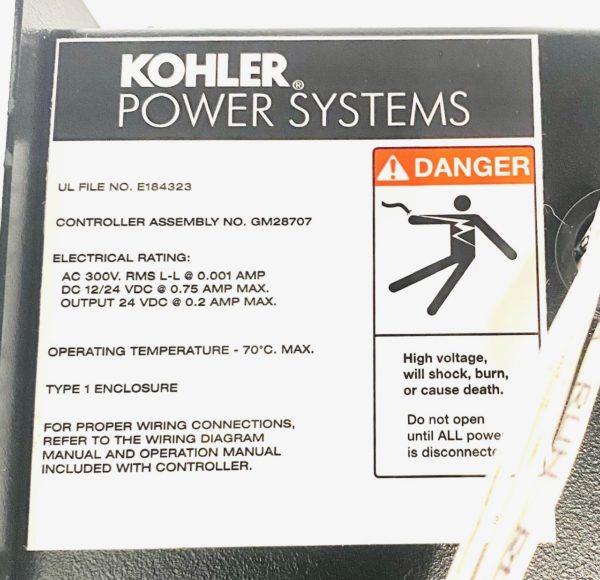 KOHLER®
POWER SYSTEMS
UL FILE NO. E184323
CONTROLLER ASSEMBLY NO. GM28707
ELECTRICAL RATING:
AC 300V. RMS L-L @ 0.001 AMP
DC 12/24 VDC @ 0.75 AMP MAX.
OUTPUT 24 VDC @ 0.2 AMP MAX.
OPERATING TEMPERATURE - 70°C. MAX.
TYPE 1 ENCLOSURE
FOR PROPER WIRING CONNECTIONS,
REFER TO THE WIRING DIAGRAM
MANUAL AND OPERATION MANUAL
INCLUDED WITH CONTROLLER.
DANGER
High voltage,
will shock, burn,
or cause death.
Do not open
until ALL powe
is disconnecte
RUN